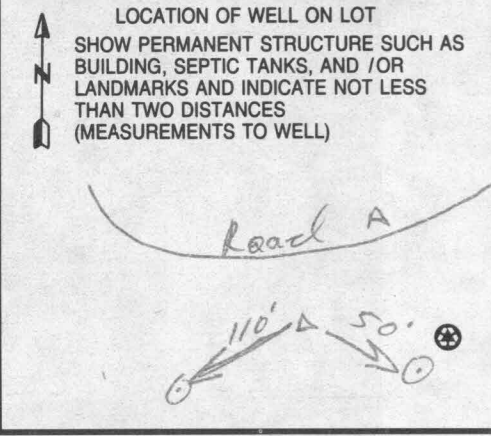 LOCATION OF WELL ON LOT
N
SHOW PERMANENT STRUCTURE SUCH AS
BUILDING, SEPTIC TANKS, AND /OR
LANDMARKS AND INDICATE NOT LESS
THAN TWO DISTANCES
(MEASUREMENTS TO WELL)
Road A
110' 50'